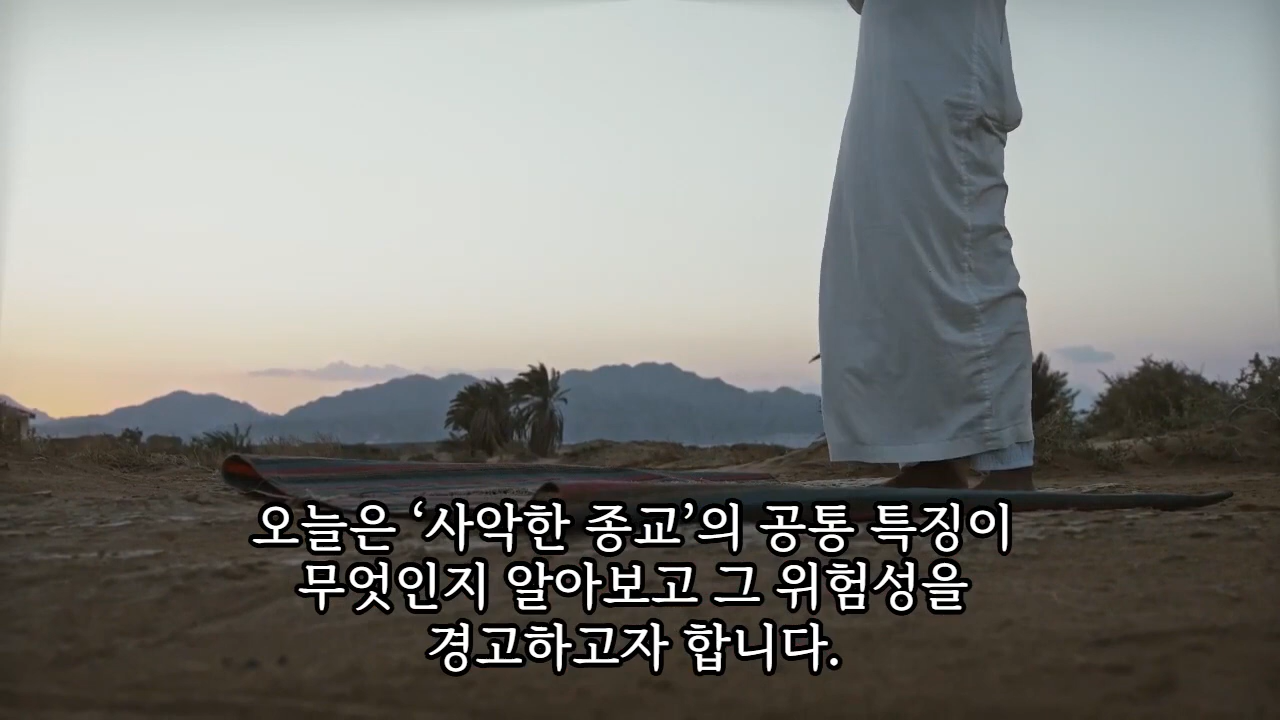 오늘은 ‘사악한 종교’의 공통 특징이
무엇인지 알아보고 그 위험성을
경고하고자 합니다.